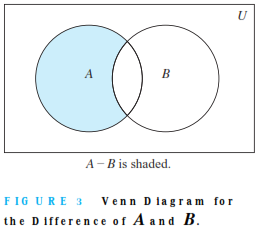 U
A B
A − B is shaded.
FIGURE 3 Venn Diagram for
the Difference of A and B.